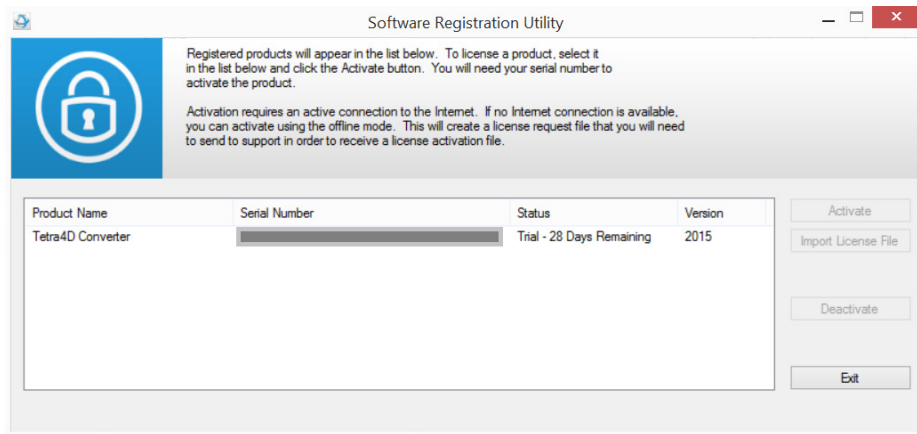 Software Registration Utility
Registered products will appear in the list below. To license a product, select it
in the list below and click the Activate button. You will need your serial number to
activate the product.
Activation requires an active connection to the Internet. If no Internet connection is available,
you can activate using the offline mode. This will create a license request file that you will need
to send to support in order to receive a license activation file.
Product Name Serial Number Status Version
Tetra4D Converter Trial - 28 Days Remaining 2015
Activate
Import License File
Deactivate
Exit